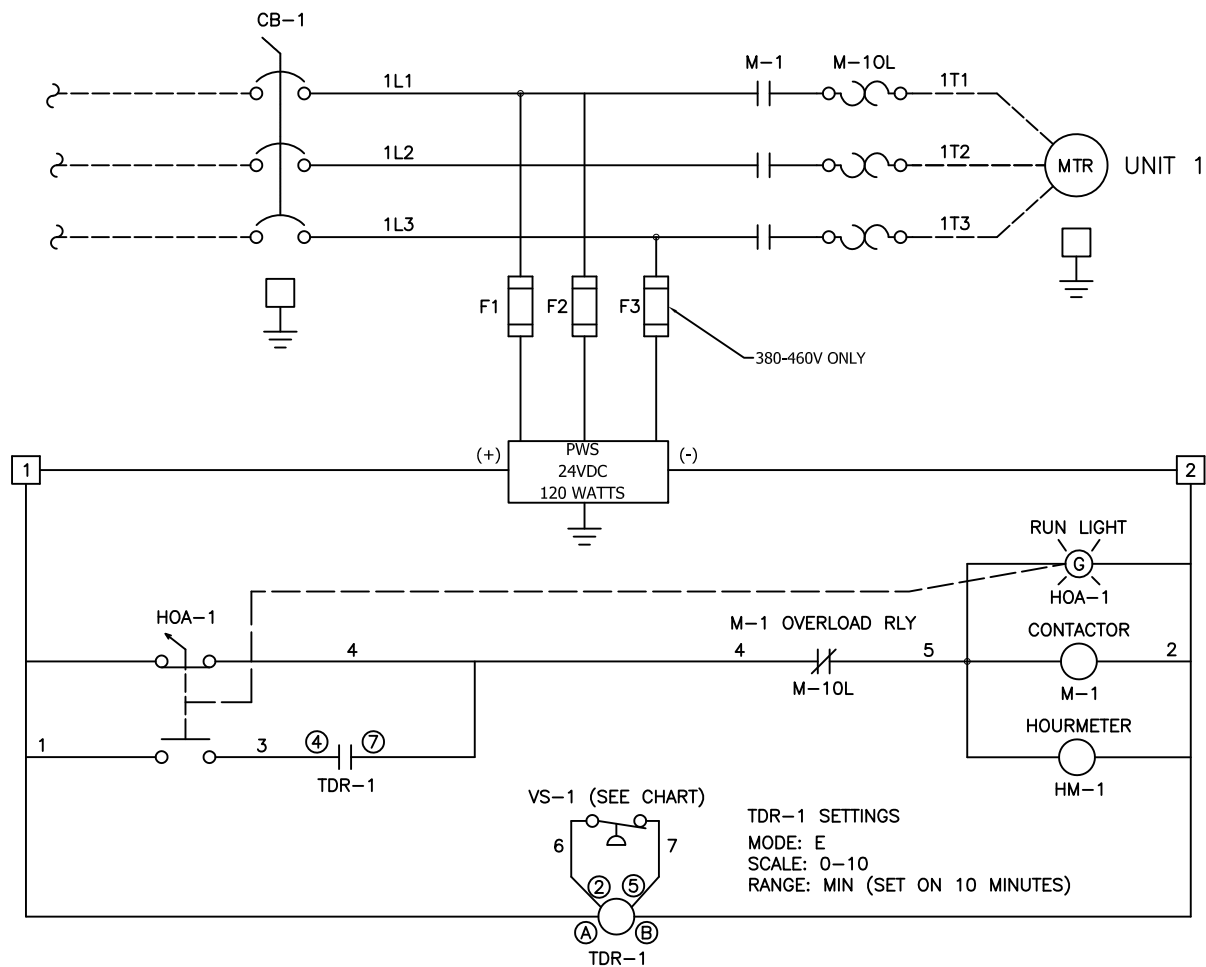 CB-1
M-1
M-1OL
1L1
1T1
1L2
1T2
MTR
UNIT 1
1L3
1T3
F1
F2
F3
380-460V ONLY
1
(+)
PWS
24VDC
120 WATTS
(-)
2
RUN LIGHT
G
HOA-1
HOA-1
M-1 OVERLOAD RLY
CONTACTOR
4
4
5
2
M-1OL
M-1
HOURMETER
1
3
4
7
TDR-1
HM-1
VS-1 (SEE CHART)
6
7
TDR-1 SETTINGS
MODE: E
SCALE: 0-10
RANGE: MIN (SET ON 10 MINUTES)
2
5
A
B
TDR-1